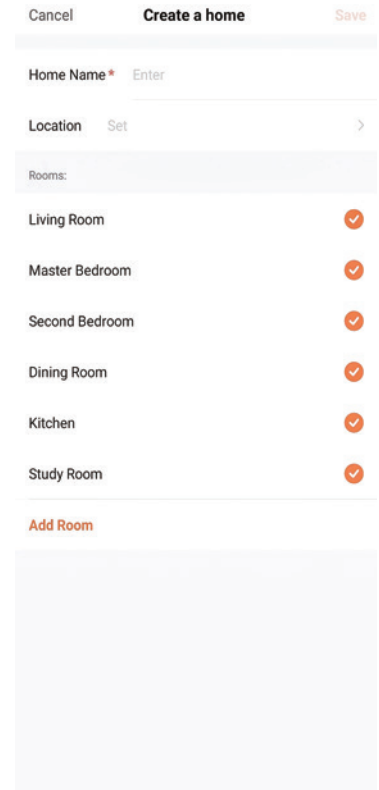 Cancel Create a home Save
Home Name* Enter
Location Set
Rooms:
Living Room
Master Bedroom
Second Bedroom
Dining Room
Kitchen
Study Room
Add Room